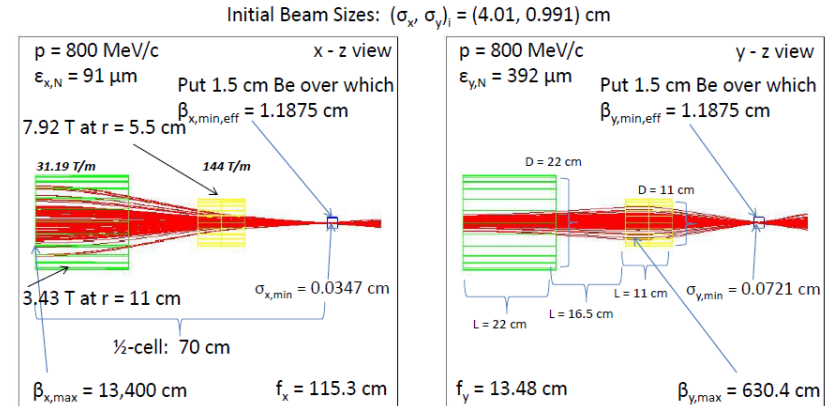 Initial Beam Sizes: (σx, σy)i = (4.01, 0.991) cm
p = 800 MeV/c
x - z view
εx,N = 91 μm
Put 1.5 cm Be over which
βx,min,eff = 1.1875 cm
7.92 T at r = 5.5 cm
31.19 T/m
144 T/m
3.43 T at r = 11 cm
σx,min = 0.0347 cm
½-cell: 70 cm
βx,max = 13,400 cm
fx = 115.3 cm
p = 800 MeV/c
y - z view
εy,N = 392 μm
Put 1.5 cm Be over which
βy,min,eff = 1.1875 cm
D = 22 cm
D = 11 cm
σy,min = 0.0721 cm
L = 22 cm
L = 16.5 cm
L = 11 cm
fy = 13.48 cm
βy,max = 630.4 cm